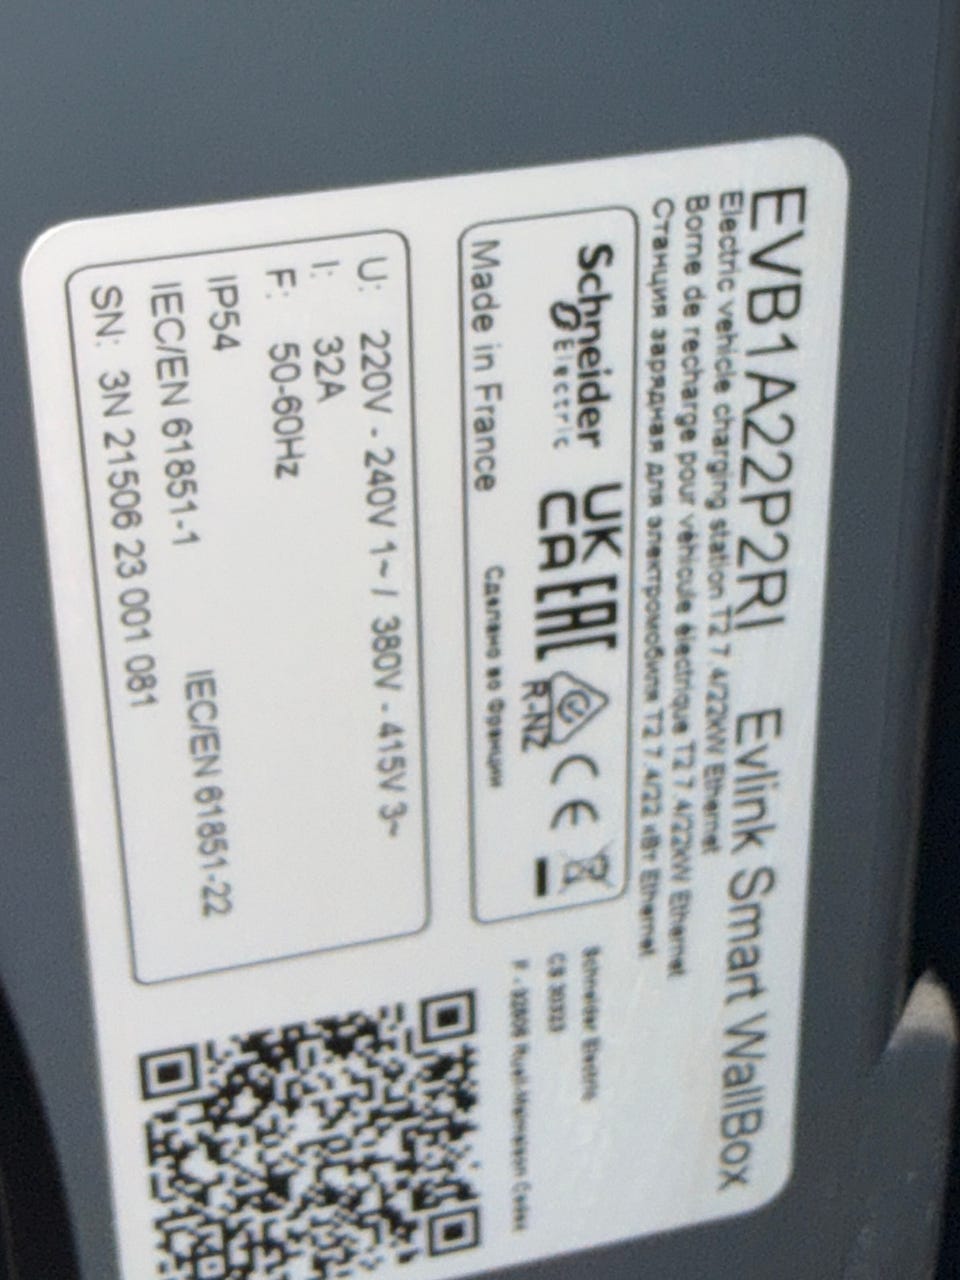 EVB1A22P2RI Evlink Smart WallBox
Electric vehicle charging station T2 7.4/22kW Ethernet
Borne de recharge pour véhicule électrique T2 7.4/22kW Ethernet
Станция зарядная для электромобиля T2 7.4/22 кВт Ethernet
Schneider
Electric
UK
CA
EAC
R-NZ
CE
Made in France Сделано во Франции
Schneider Electric
CS 30323
F - 92506 Rueil-Malmaison Cedex
U: 220V - 240V 1~ / 380V - 415V 3~
I: 32A
F: 50-60Hz
IP54
IEC/EN 61851-1 IEC/EN 61851-22
SN: 3N 21506 23 001 081